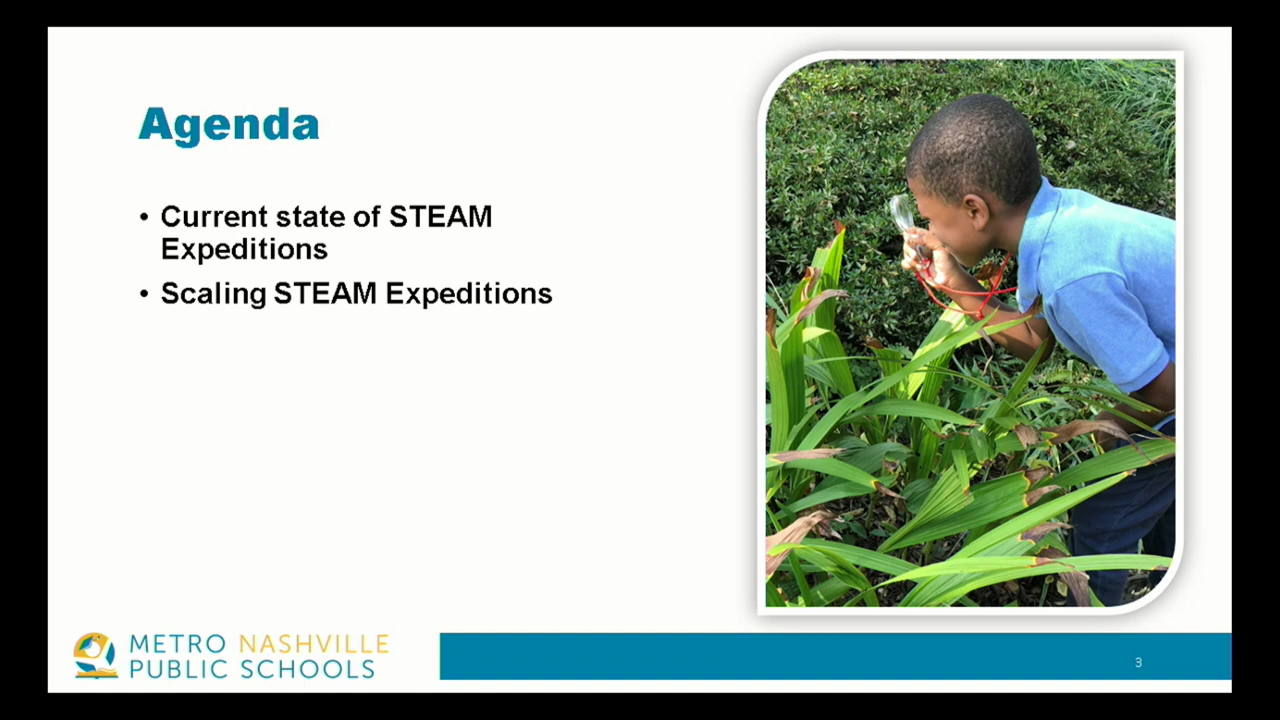 Agenda
• Current state of STEAM
Expeditions
• Scaling STEAM Expeditions
METRO NASHVILLE
PUBLIC SCHOOLS
3